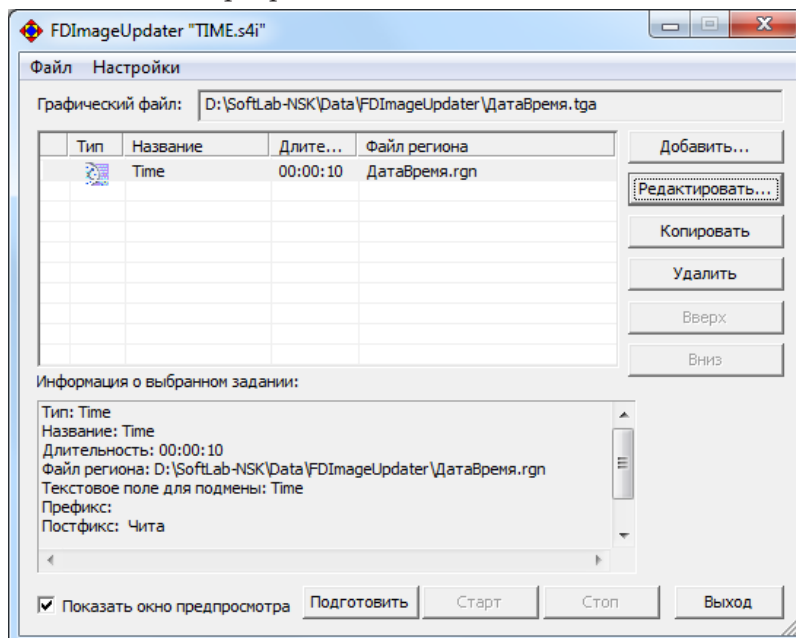 FDImageUpdater "TIME.s4i"
Файл Настройки
Графический файл: D:\SoftLab-NSK\Data\FDImageUpdater\ДатаВремя.tga
Тип Название Длите... Файл региона
Time 00:00:10 ДатаВремя.rgn
Добавить...
Редактировать...
Копировать
Удалить
Вверх
Вниз
Информация о выбранном задании:
Тип: Time
Название: Time
Длительность: 00:00:10
Файл региона: D:\SoftLab-NSK\Data\FDImageUpdater\ДатаВремя.rgn
Текстовое поле для подмены: Time
Префикс:
Постфикс: Чита
Показать окно предпросмотра Подготовить Старт Стоп Выход